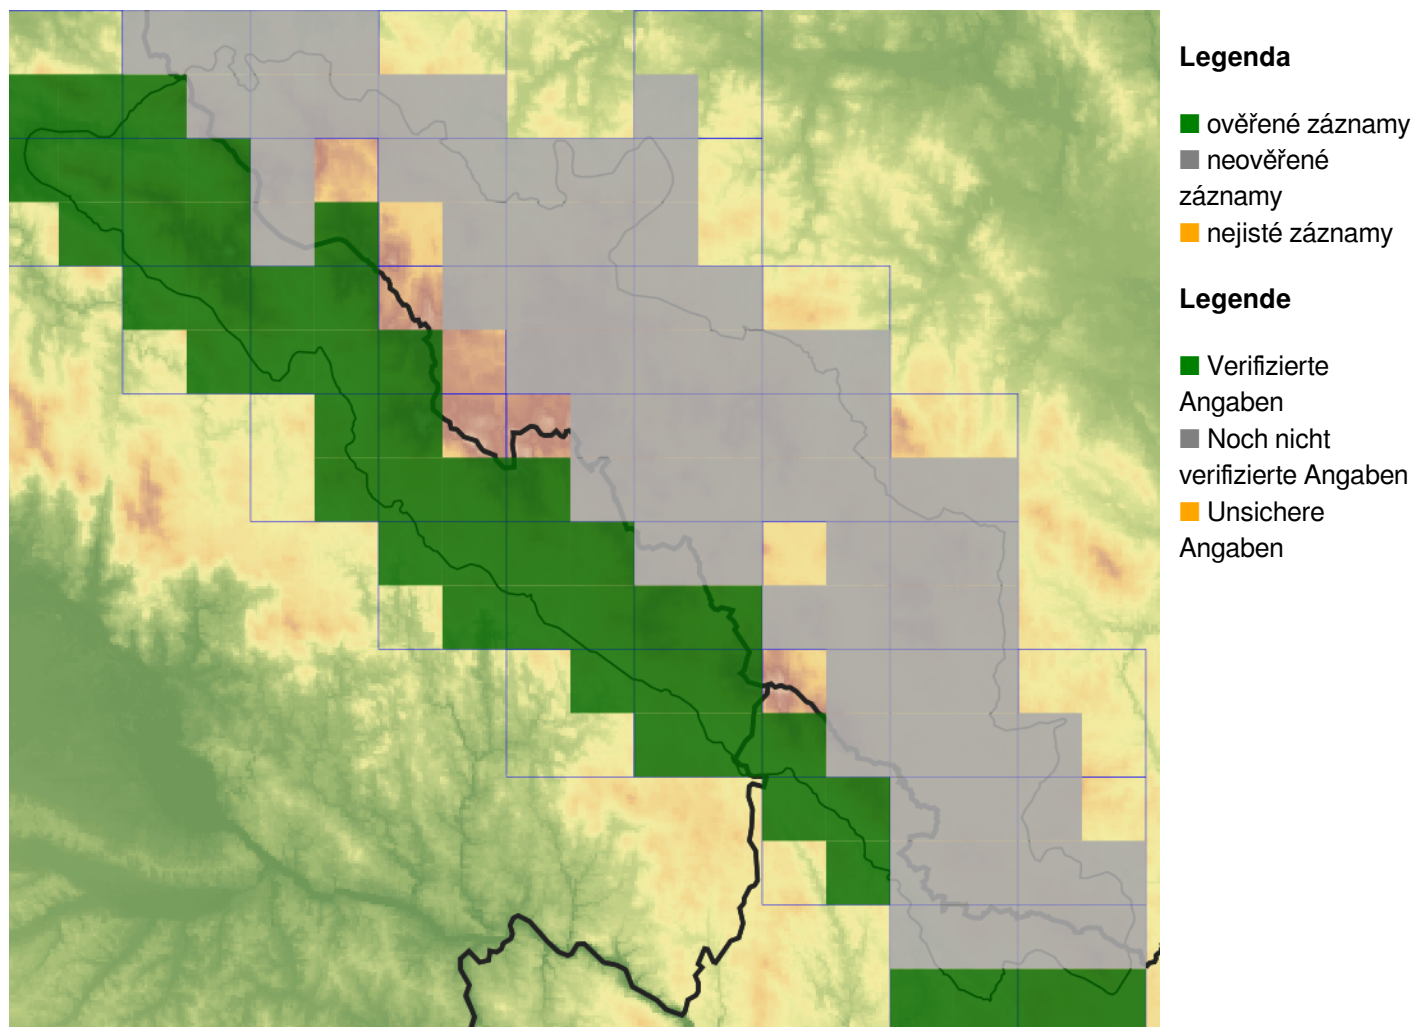 Legenda
ověřené záznamy
neověřené
záznamy
nejisté záznamy
Legende
Verifizierte
Angaben
Noch nicht
verifizierte Angaben
Unsichere
Angaben